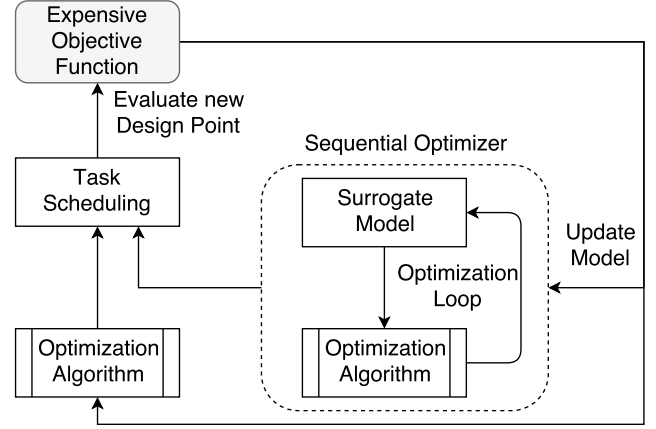 Expensive
Objective
Function
Evaluate new
Design Point
Sequential Optimizer
Task
Scheduling
Surrogate
Model
Update
Model
Optimization
Loop
Optimization
Algorithm
Optimization
Algorithm